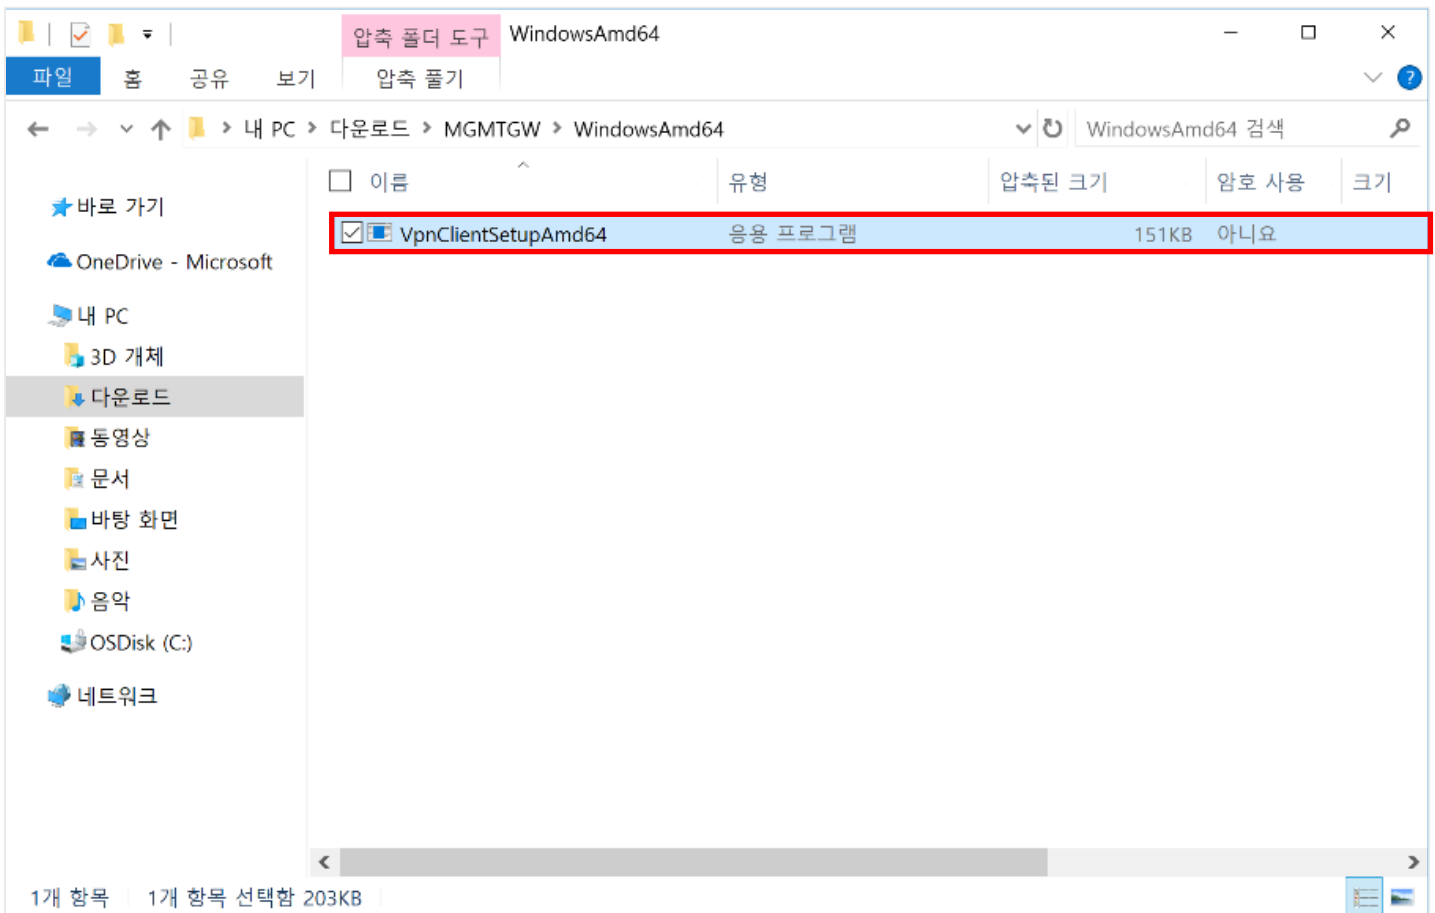 압축 폴더 도구 WindowsAmd64
파일 홈 공유 보기 압축 풀기
내 PC 다운로드 MGMTGW WindowsAmd64 WindowsAmd64 검색
이름 유형 압축된 크기 암호 사용 크기
VpnClientSetupAmd64 응용 프로그램 151KB 아니요
바로 가기
OneDrive - Microsoft
내 PC
3D 개체
다운로드
동영상
문서
바탕 화면
사진
음악
OSDisk (C:)
네트워크
1개 항목 1개 항목 선택함 203KB